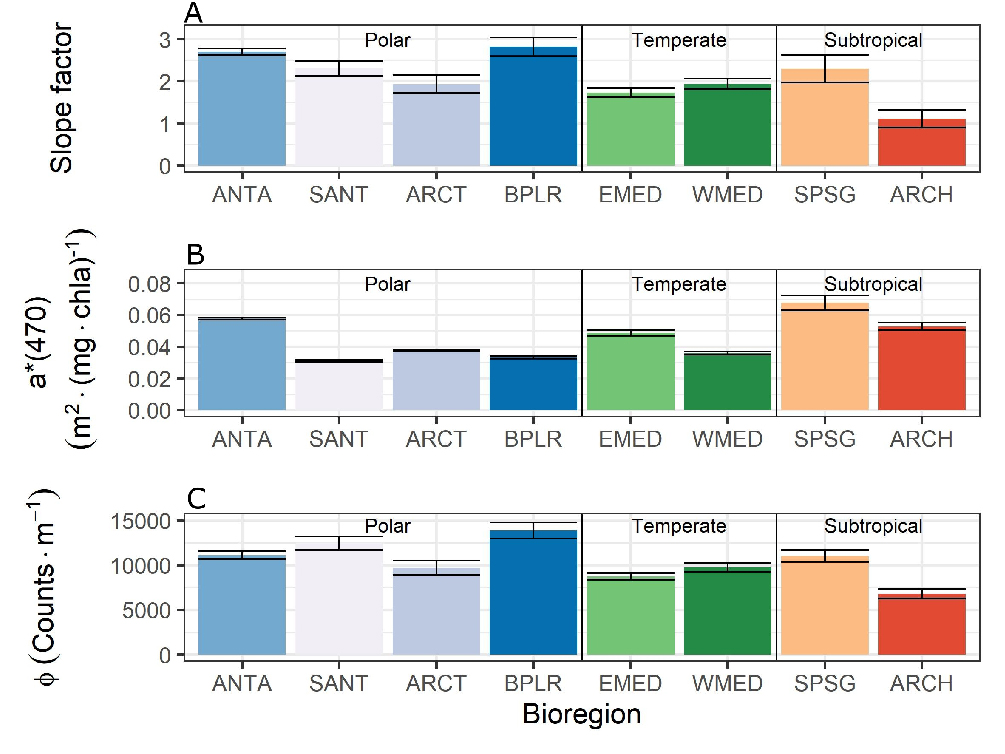 A
Slope factor
3
2
1
0
Polar
Temperate
Subtropical
ANTA SANT ARCT BPLR EMED WMED SPSG ARCH
B
a*(470)
(m²·(mg·chla)⁻¹)
0.08
0.06
0.04
0.02
0.00
Polar
Temperate
Subtropical
ANTA SANT ARCT BPLR EMED WMED SPSG ARCH
C
ϕ (Counts·m⁻¹)
15000
10000
5000
0
Polar
Temperate
Subtropical
ANTA SANT ARCT BPLR EMED WMED SPSG ARCH
Bioregion